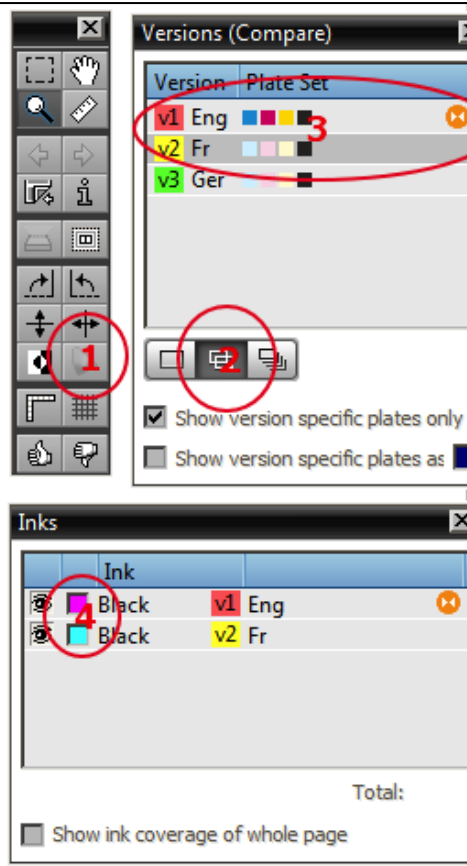 Versions (Compare)
Version Plate Set
v1 Eng 3
v2 Fr
v3 Ger
1
2
Show version specific plates only
Show version specific plates as
Inks
Ink
4 Black v1 Eng
Black v2 Fr
Total:
Show ink coverage of whole page